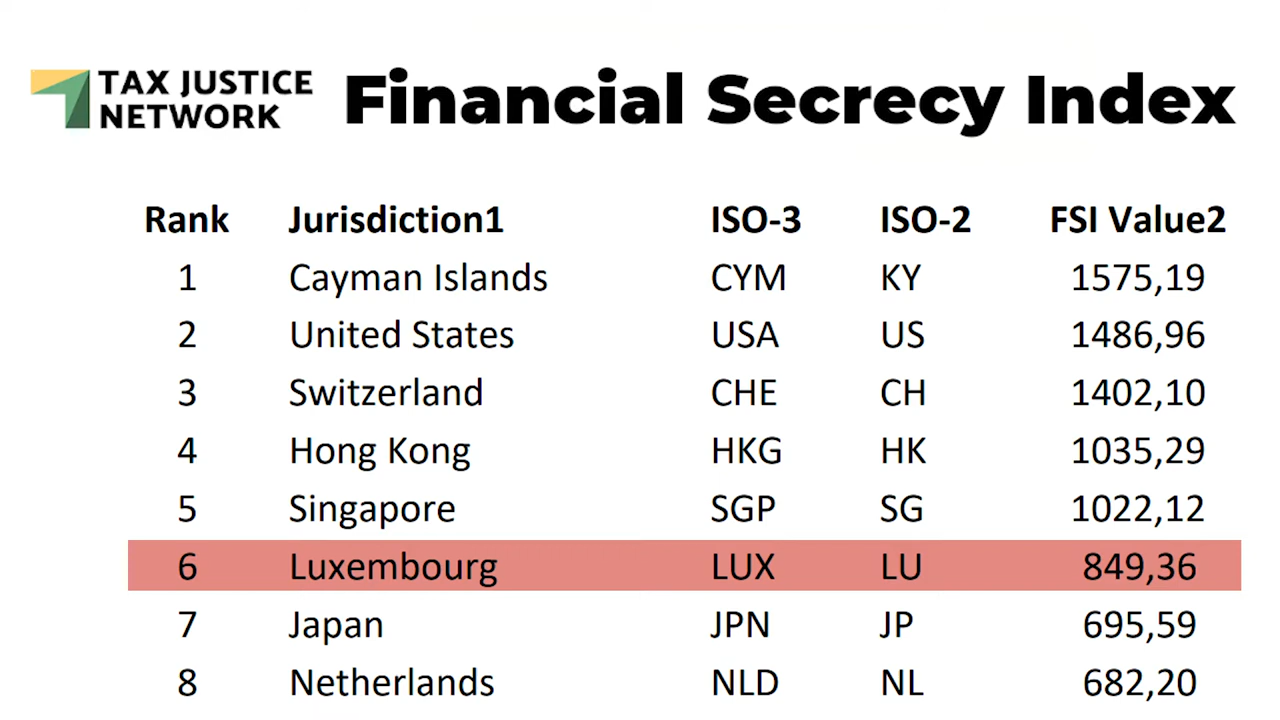 TAX JUSTICE
NETWORK
Financial Secrecy Index
Rank Jurisdiction1 ISO-3 ISO-2 FSI Value2
1 Cayman Islands CYM KY 1575,19
2 United States USA US 1486,96
3 Switzerland CHE CH 1402,10
4 Hong Kong HKG HK 1035,29
5 Singapore SGP SG 1022,12
6 Luxembourg LUX LU 849,36
7 Japan JPN JP 695,59
8 Netherlands NLD NL 682,20